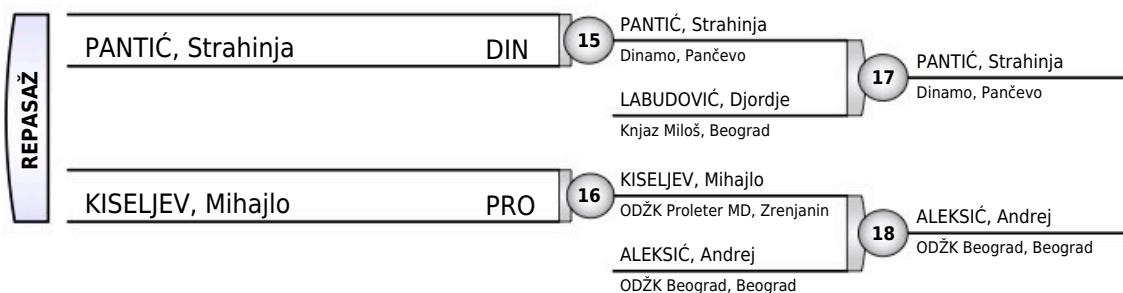 REPASAŽ
PANTIĆ, Strahinja DIN
15
PANTIĆ, Strahinja
Dinamo, Pančevo
LABUDOVIĆ, Djordje
Knjaz Miloš, Beograd
17
PANTIĆ, Strahinja
Dinamo, Pančevo
KISELJEV, Mihajlo PRO
16
KISELJEV, Mihajlo
ODŽK Proleter MD, Zrenjanin
ALEKSIĆ, Andrej
ODŽK Beograd, Beograd
18
ALEKSIĆ, Andrej
ODŽK Beograd, Beograd